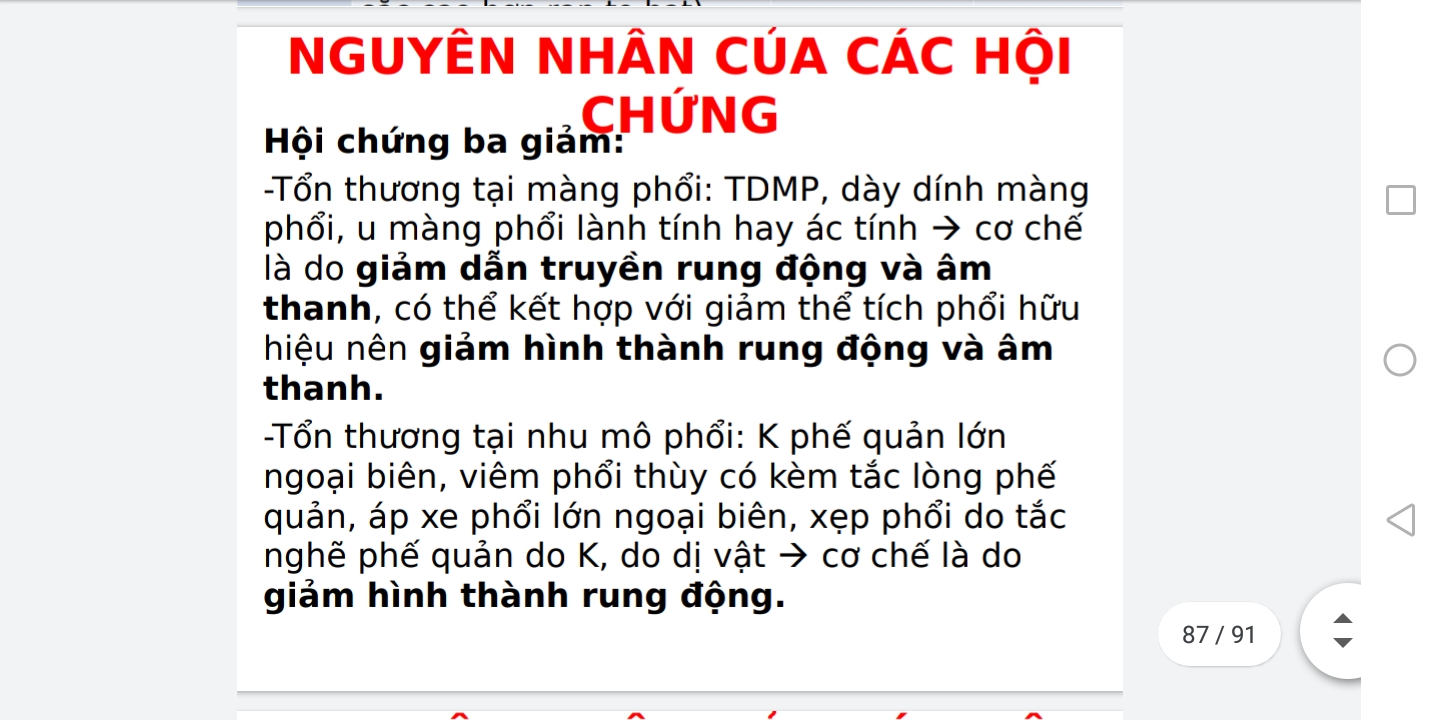 NGUYÊN NHÂN CỦA CÁC HỘI
CHỨNG
Hội chứng ba giảm:
-Tổn thương tại màng phổi: TDMP, dày dính màng
phổi, u màng phổi lành tính hay ác tính → cơ chế
là do giảm dẫn truyền rung động và âm
thanh, có thể kết hợp với giảm thể tích phổi hữu
hiệu nên giảm hình thành rung động và âm
thanh.
-Tổn thương tại nhu mô phổi: K phế quản lớn
ngoại biên, viêm phổi thùy có kèm tắc lòng phế
quản, áp xe phổi lớn ngoại biên, xẹp phổi do tắc
nghẽ phế quản do K, do dị vật → cơ chế là do
giảm hình thành rung động.
87 / 91